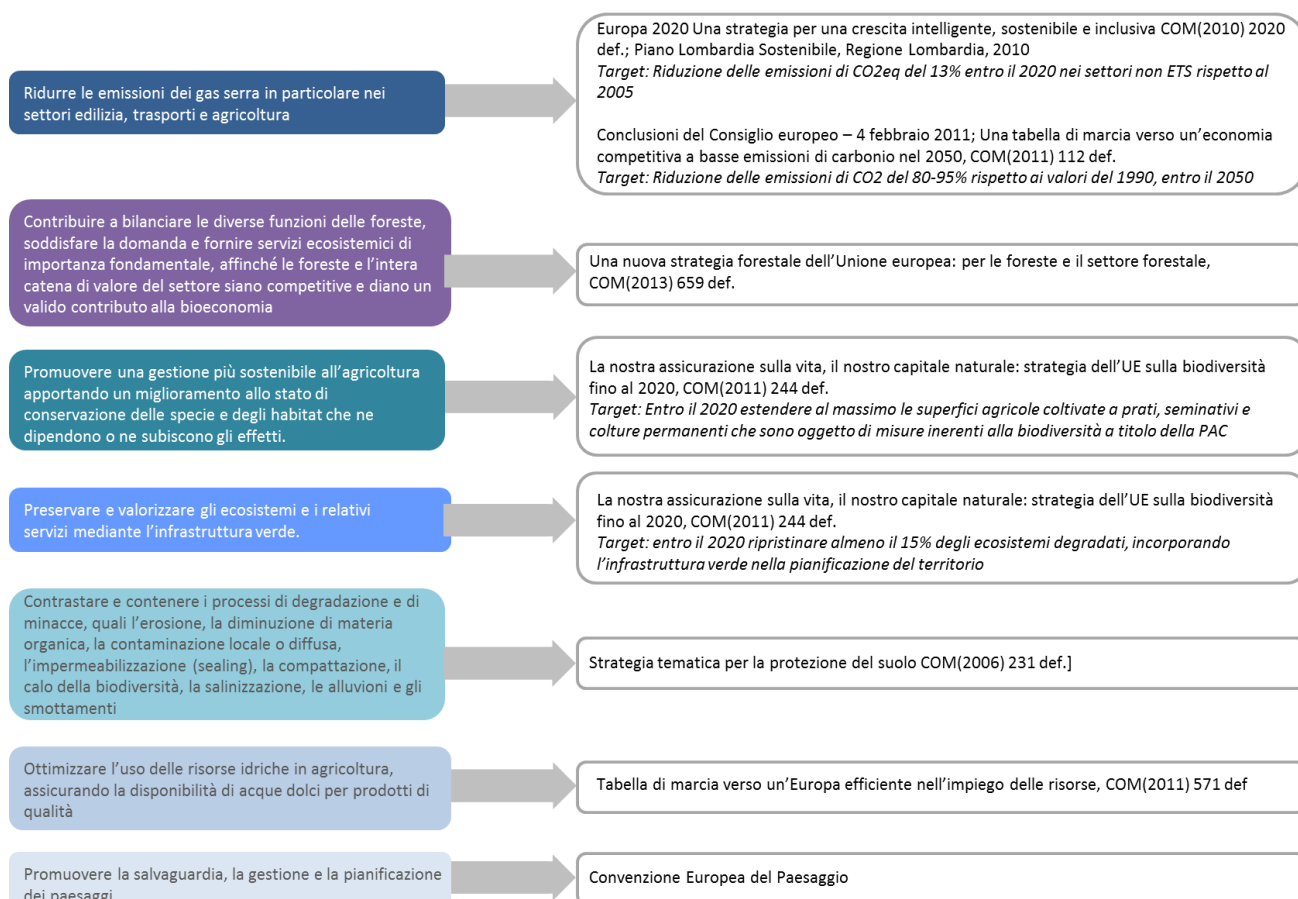 Ridurre le emissioni dei gas serra in particolare nei
settori edilizia, trasporti e agricoltura
Europa 2020 Una strategia per una crescita intelligente, sostenibile e inclusiva COM(2010) 2020
def.; Piano Lombardia Sostenibile, Regione Lombardia, 2010
Target: Riduzione delle emissioni di CO2eq del 13% entro il 2020 nei settori non ETS rispetto al
2005
Conclusioni del Consiglio europeo – 4 febbraio 2011; Una tabella di marcia verso un'economia
competitiva a basse emissioni di carbonio nel 2050, COM(2011) 112 def.
Target: Riduzione delle emissioni di CO2 del 80-95% rispetto ai valori del 1990, entro il 2050
Contribuire a bilanciare le diverse funzioni delle foreste,
soddisfare la domanda e fornire servizi ecosistemici di
importanza fondamentale, affinché le foreste e l'intera
catena di valore del settore siano competitive e diano un
valido contributo alla bioeconomia
Una nuova strategia forestale dell'Unione europea: per le foreste e il settore forestale,
COM(2013) 659 def.
Promuovere una gestione più sostenibile all'agricoltura
apportando un miglioramento allo stato di
conservazione delle specie e degli habitat che ne
dipendono o ne subiscono gli effetti.
La nostra assicurazione sulla vita, il nostro capitale naturale: strategia dell'UE sulla biodiversità
fino al 2020, COM(2011) 244 def.
Target: Entro il 2020 estendere al massimo le superfici agricole coltivate a prati, seminativi e
colture permanenti che sono oggetto di misure inerenti alla biodiversità a titolo della PAC
Preservare e valorizzare gli ecosistemi e i relativi
servizi mediante l'infrastruttura verde.
La nostra assicurazione sulla vita, il nostro capitale naturale: strategia dell'UE sulla biodiversità
fino al 2020, COM(2011) 244 def.
Target: entro il 2020 ripristinare almeno il 15% degli ecosistemi degradati, incorporando
l'infrastruttura verde nella pianificazione del territorio
Contrastare e contenere i processi di degradazione e di
minacce, quali l'erosione, la diminuzione di materia
organica, la contaminazione locale o diffusa,
l'impermeabilizzazione (sealing), la compattazione, il
calo della biodiversità, la salinizzazione, le alluvioni e gli
smottamenti
Strategia tematica per la protezione del suolo COM(2006) 231 def.]
Ottimizzare l'uso delle risorse idriche in agricoltura,
assicurando la disponibilità di acque dolci per prodotti di
qualità
Tabella di marcia verso un'Europa efficiente nell'impiego delle risorse, COM(2011) 571 def
Promuovere la salvaguardia, la gestione e la pianificazione
dei paesaggi
Convenzione Europea del Paesaggio